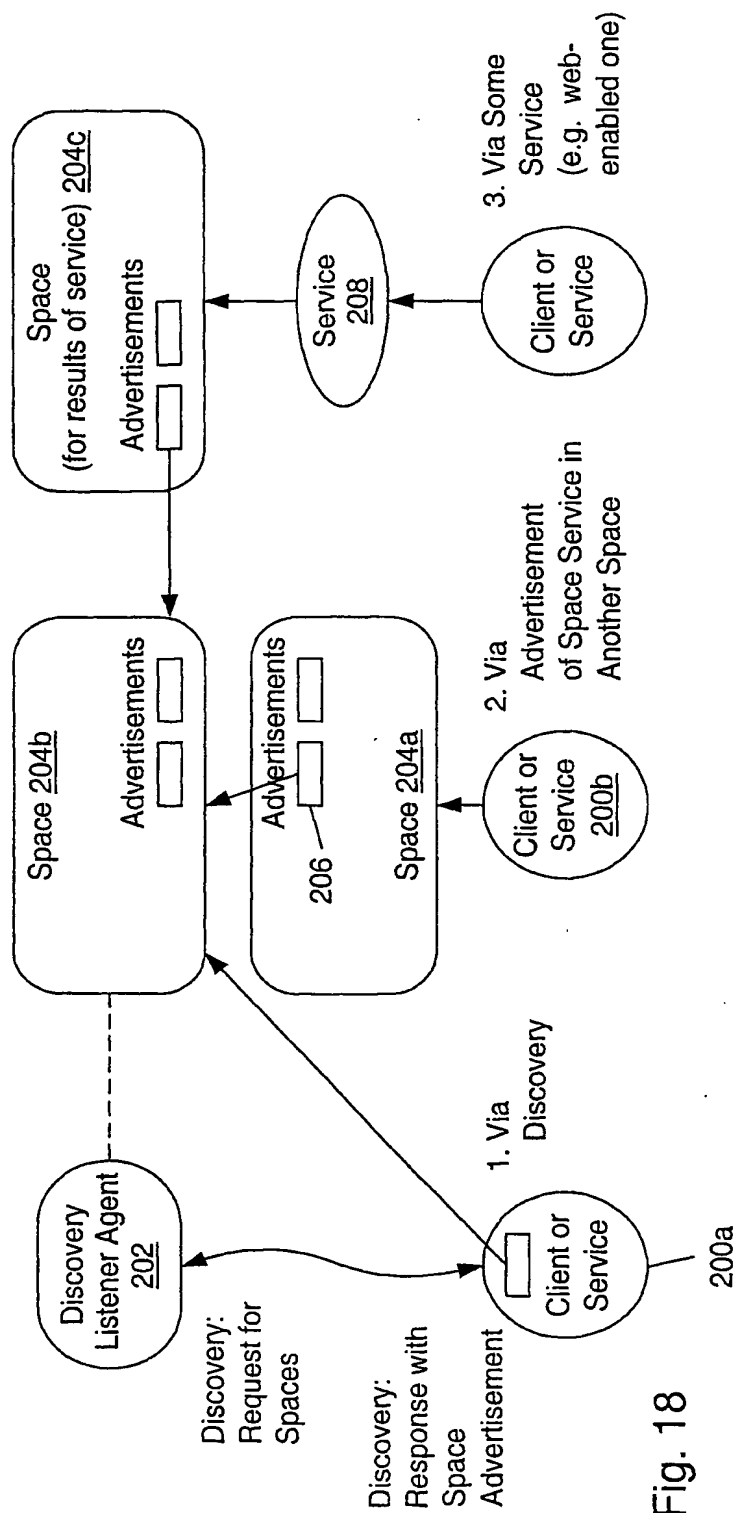 Discovery
Listener Agent
202
Discovery:
Request for
Spaces
Discovery:
Response with
Space
Advertisement
Client or
Service
200a
1. Via
Discovery
Space 204b
Advertisements
Advertisements
206
Space 204a
Client or
Service
200b
2. Via
Advertisement
of Space Service in
Another Space
Space
(for results of service) 204c
Advertisements
Service
208
Client or
Service
3. Via Some
Service
(e.g. web-
enabled one)
Fig. 18